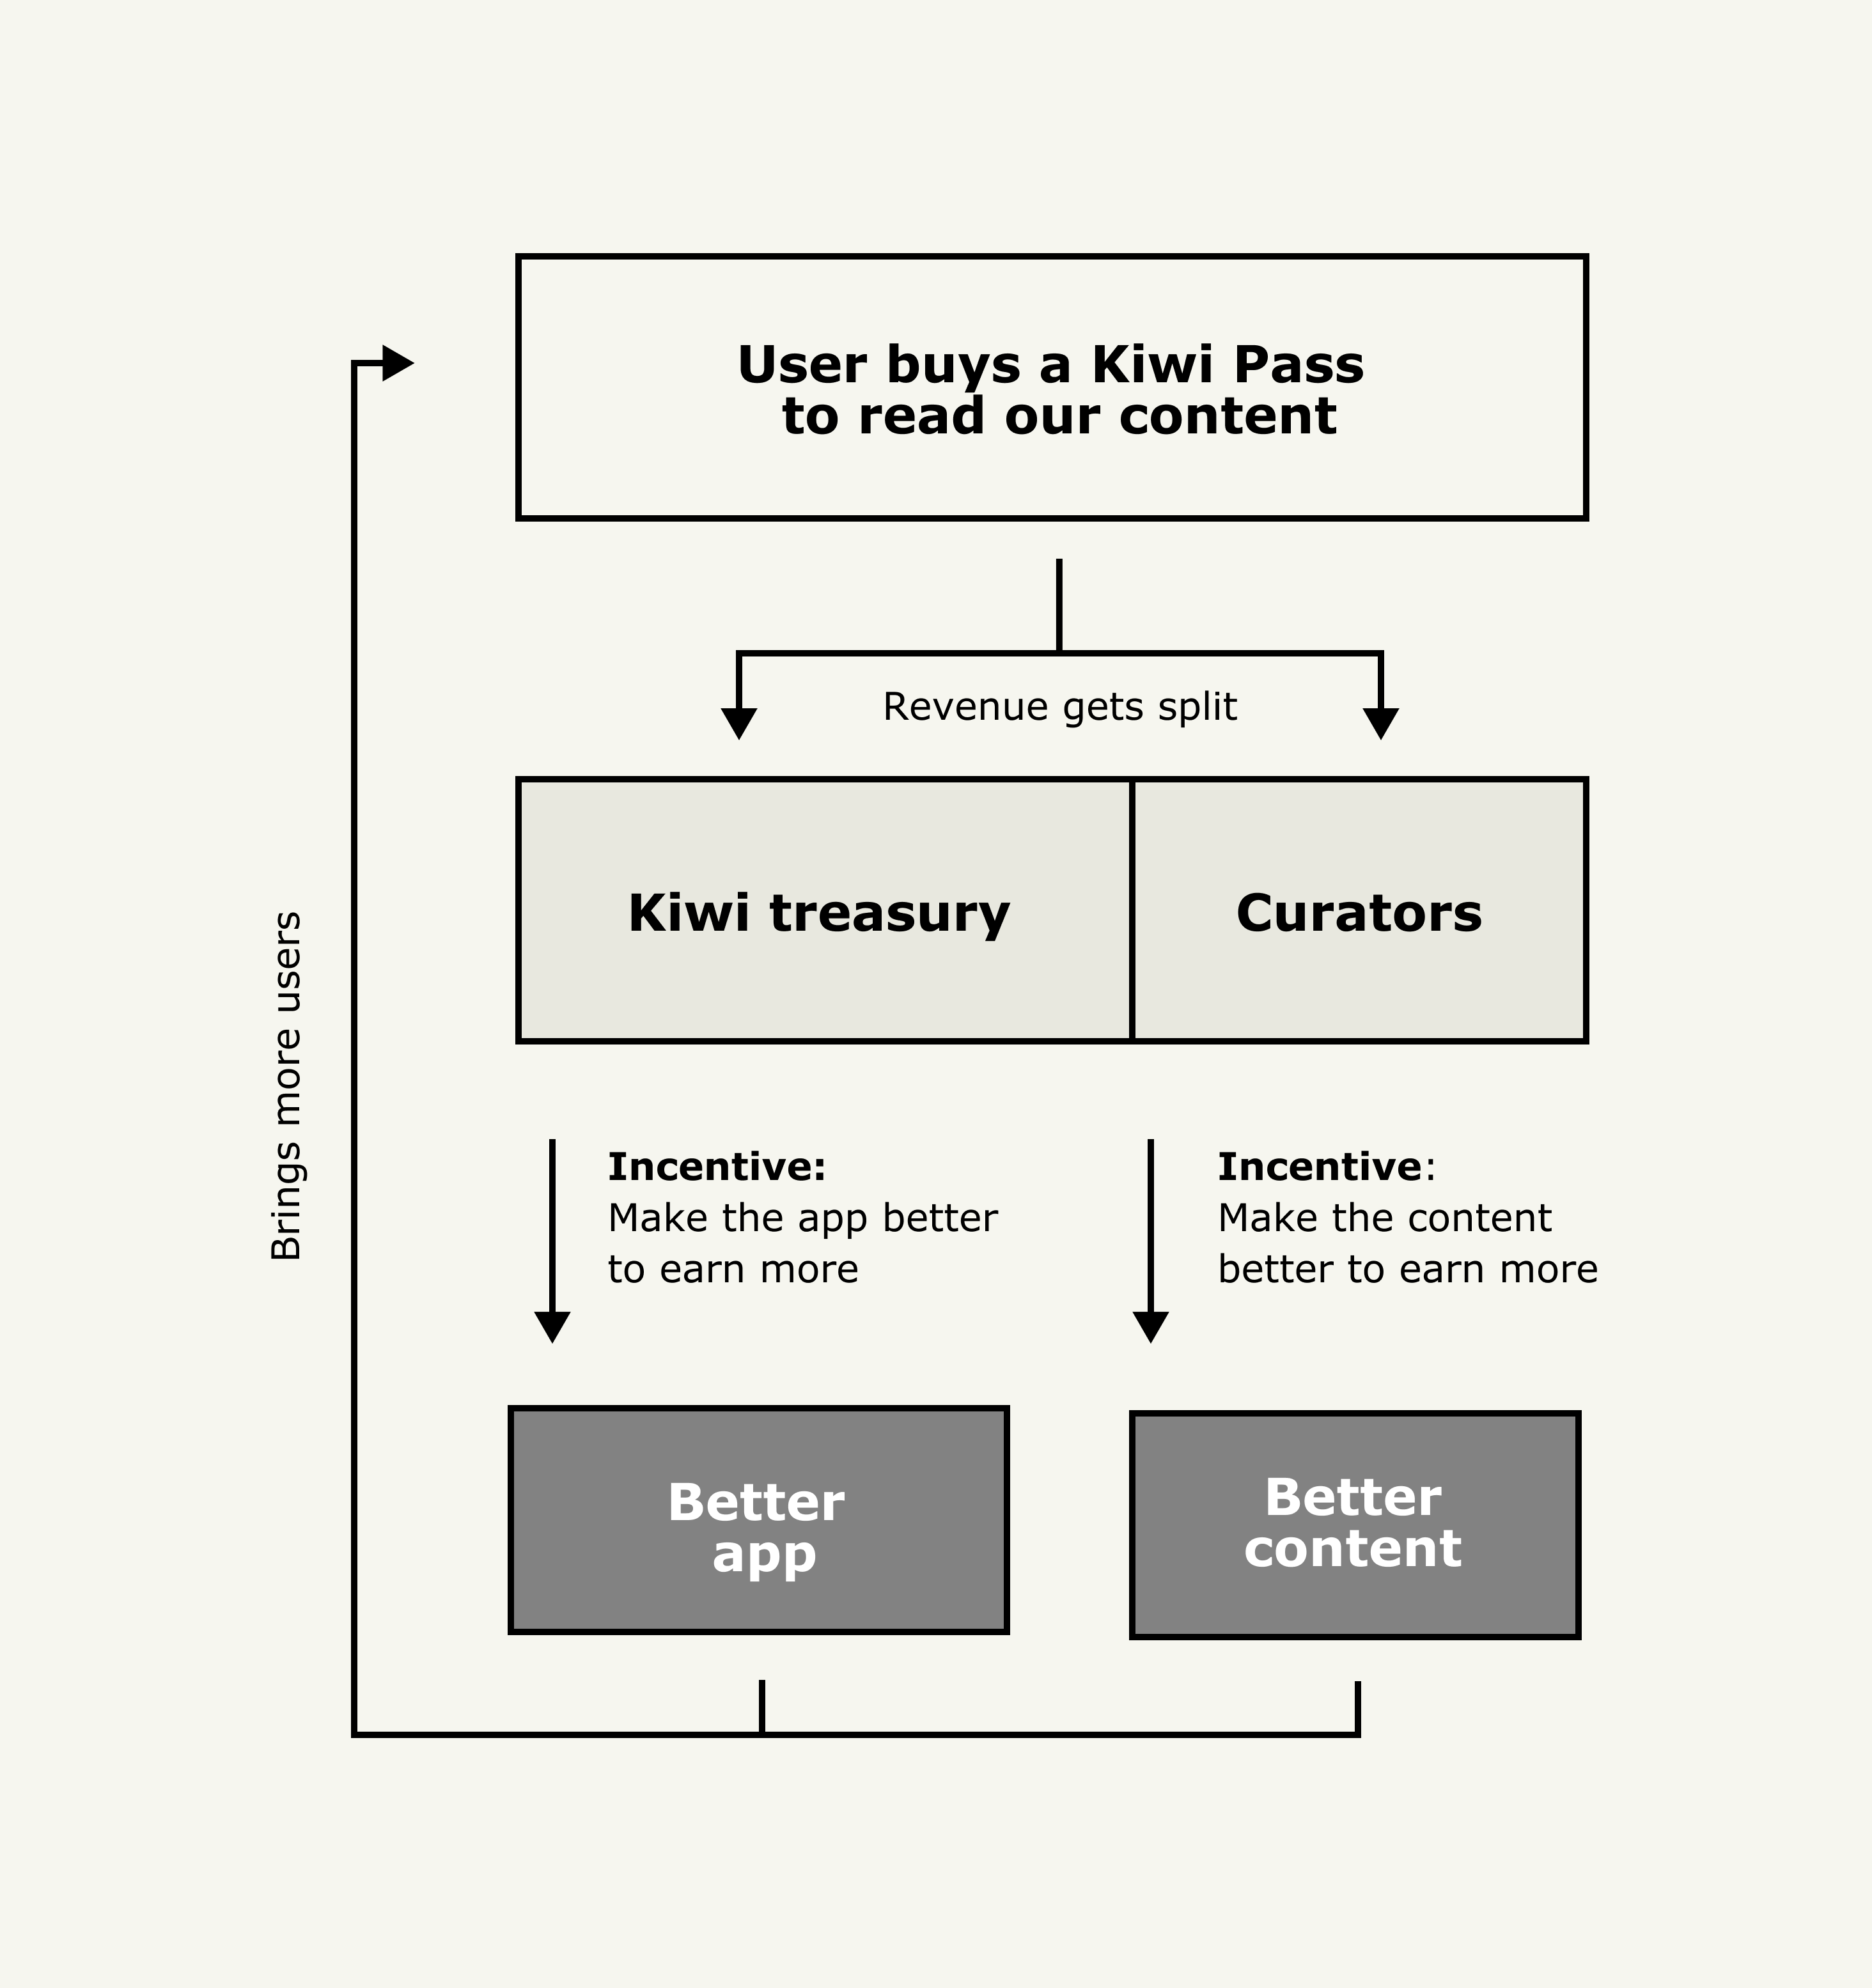 User buys a Kiwi Pass
to read our content
Revenue gets split
Kiwi treasury
Curators
Brings more users
Incentive:
Make the app better
to earn more
Incentive:
Make the content
better to earn more
Better
app
Better
content